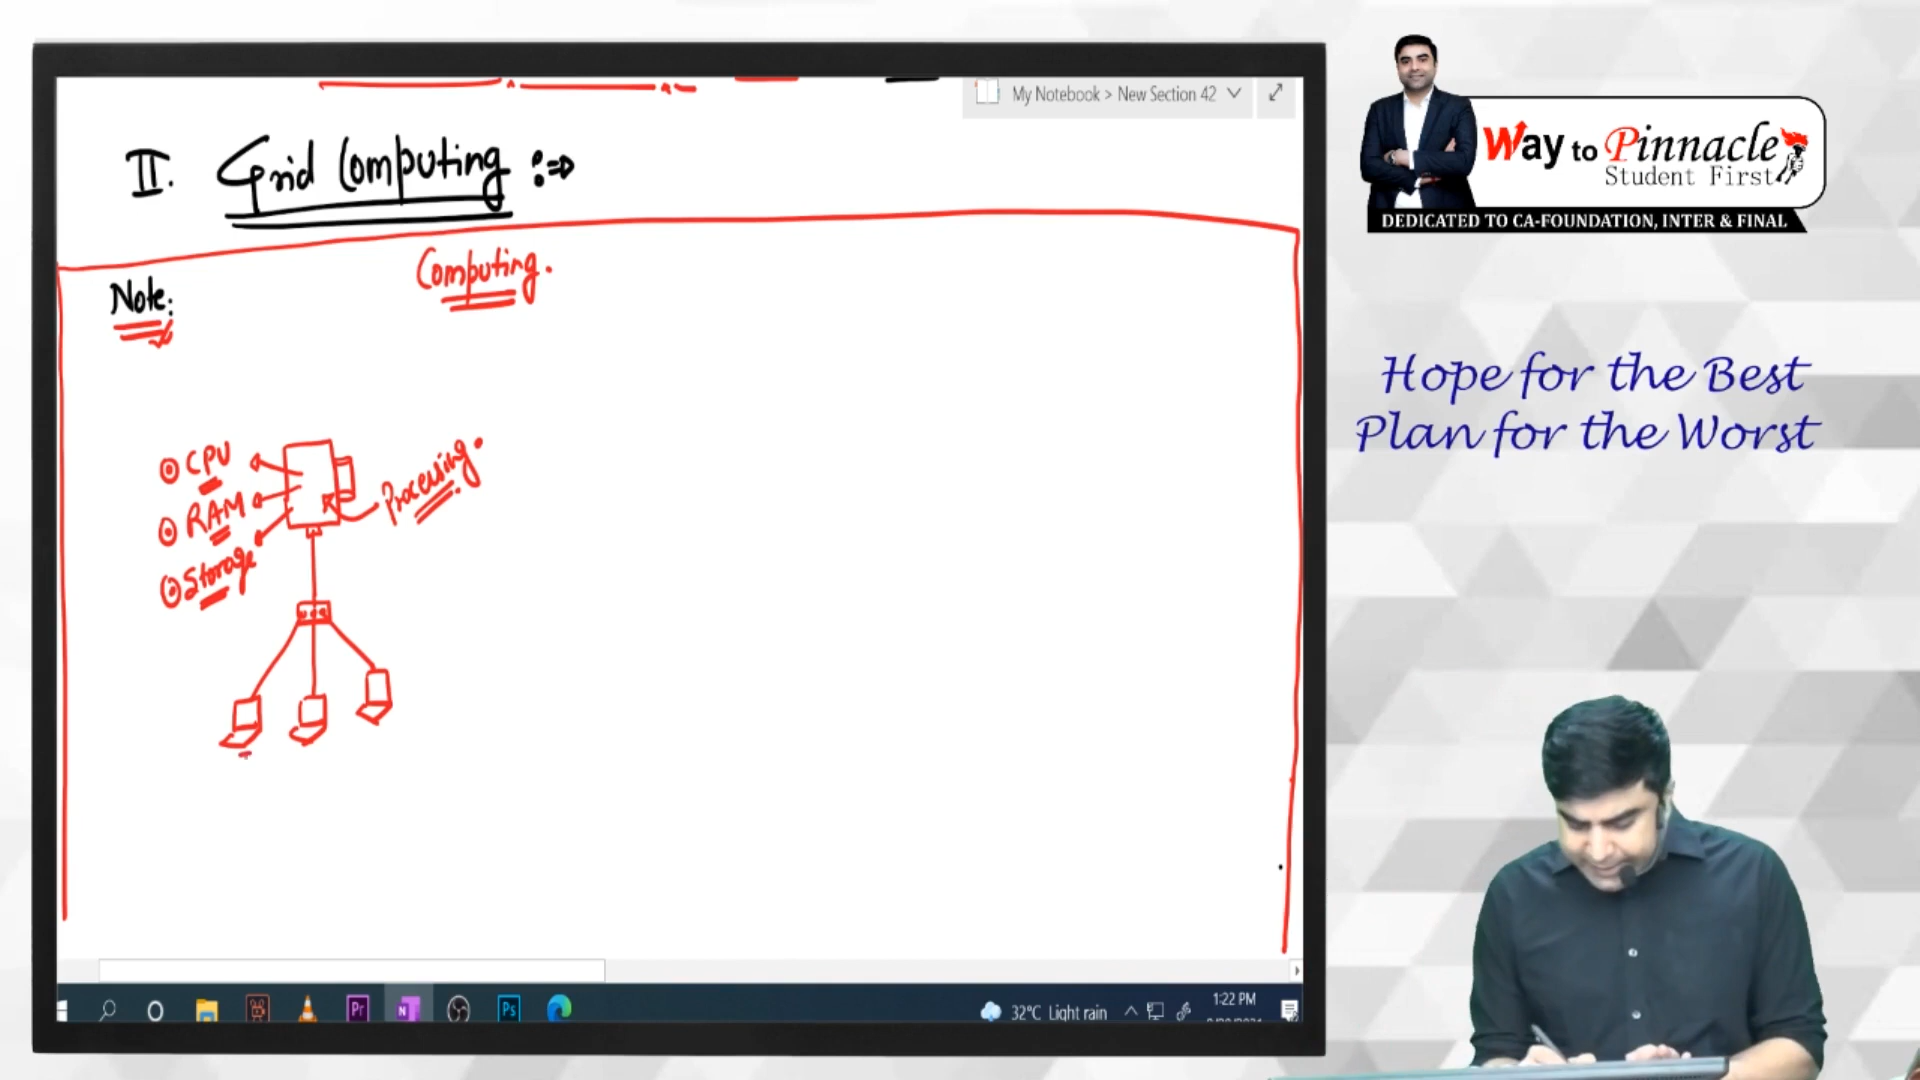 My Notebook > New Section 42
II. Grid Computing :⇒
Computing.
Note:
CPU
RAM
Storage
Processing.
32°C Light rain
1:22 PM
Pr
N
Ps
Way to Pinnacle
Student First
DEDICATED TO CA-FOUNDATION, INTER & FINAL
Hope for the Best
Plan for the Worst